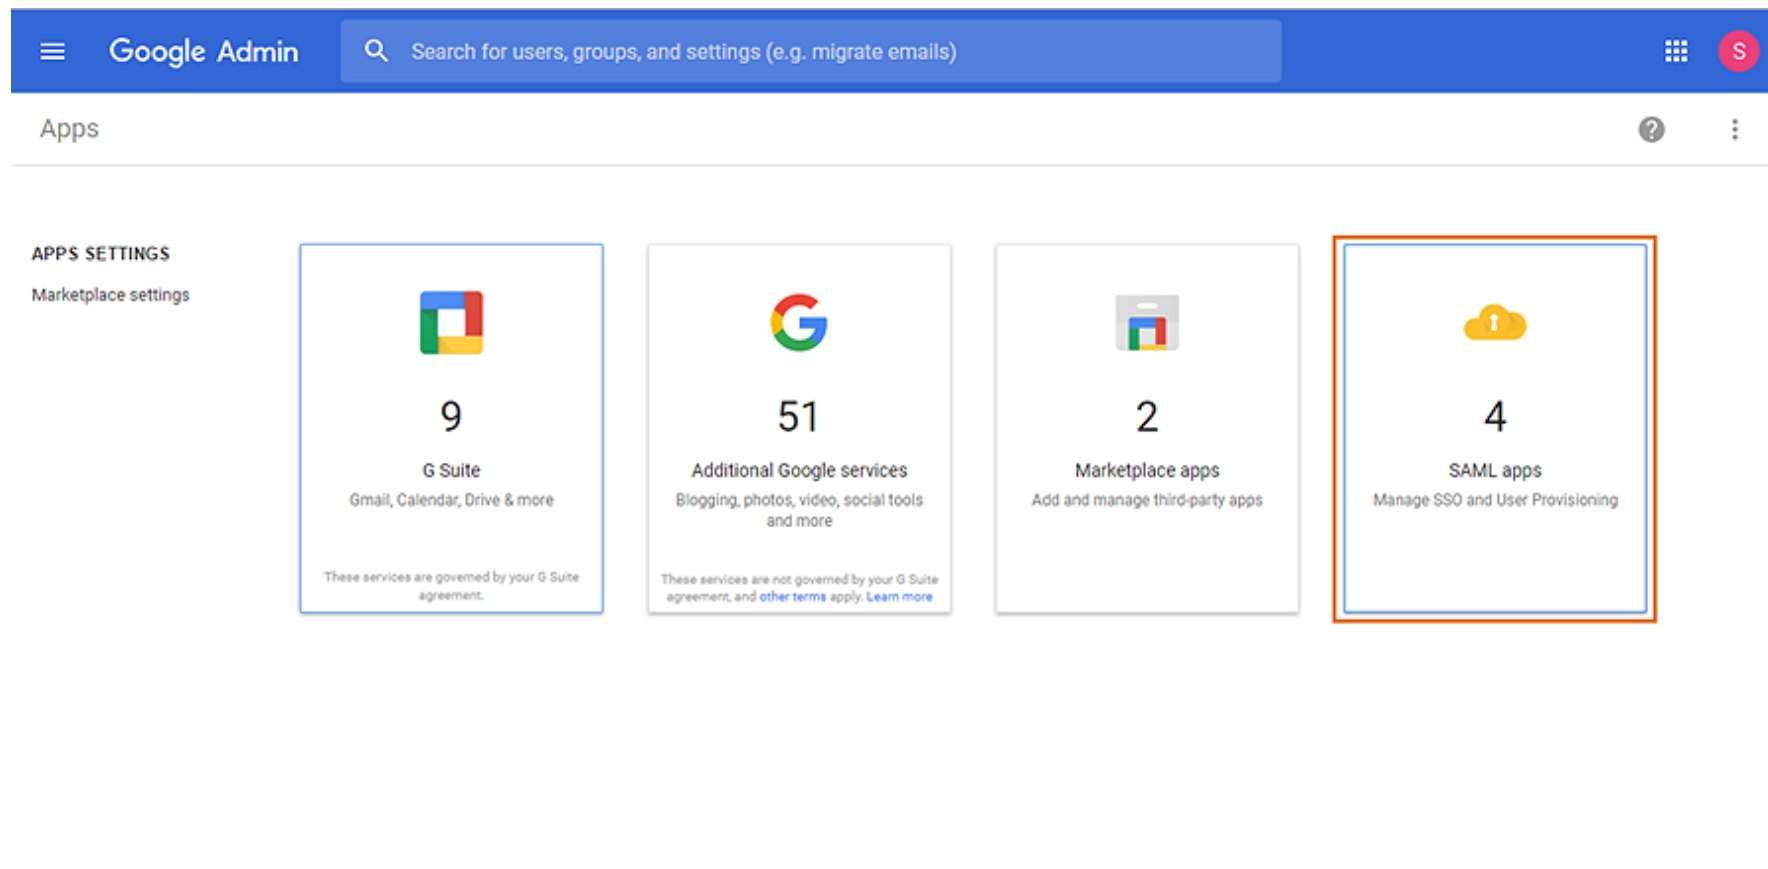 Google Admin
Search for users, groups, and settings (e.g. migrate emails)
S
Apps
APPS SETTINGS
Marketplace settings
9
G Suite
Gmail, Calendar, Drive & more
These services are governed by your G Suite
agreement.
51
Additional Google services
Blogging, photos, video, social tools
and more
These services are not governed by your G Suite
agreement, and other terms apply. Learn more
2
Marketplace apps
Add and manage third-party apps
4
SAML apps
Manage SSO and User Provisioning